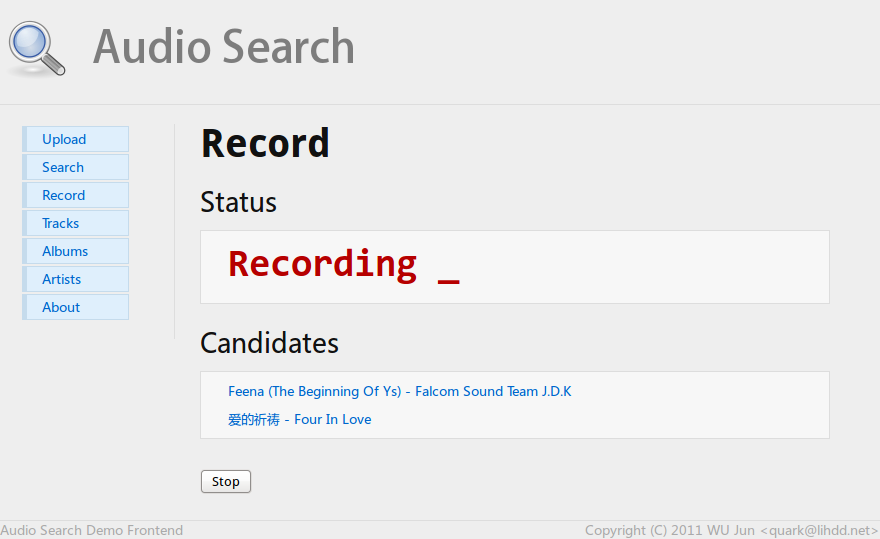 Audio Search
Upload
Search
Record
Tracks
Albums
Artists
About
Record
Status
Recording _
Candidates
Feena (The Beginning Of Ys) - Falcom Sound Team J.D.K
爱的祈祷 - Four In Love
Stop
Audio Search Demo Frontend
Copyright (C) 2011 WU Jun <quark@lihdd.net>